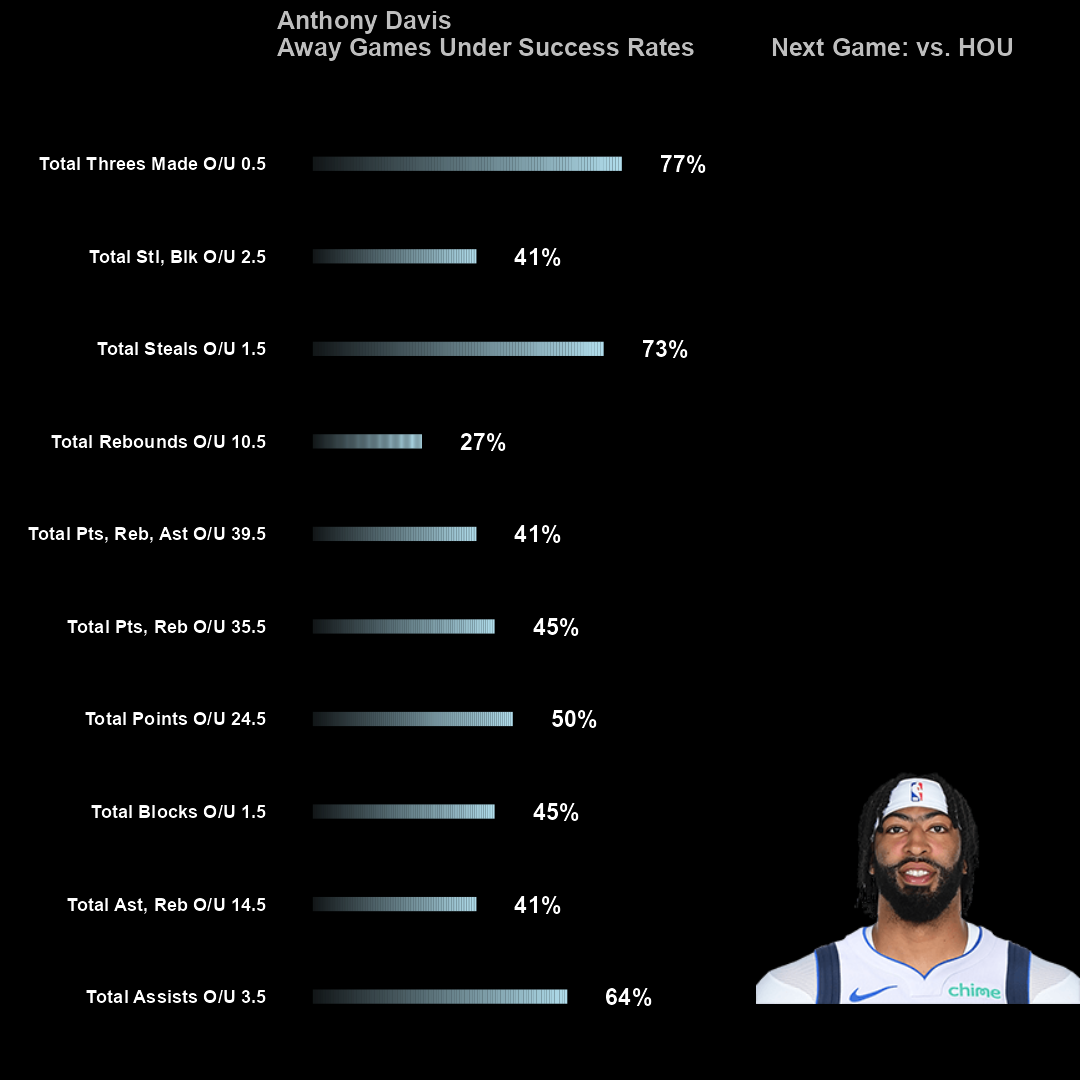 Anthony Davis
Away Games Under Success Rates
Next Game: vs. HOU
Total Threes Made O/U 0.5 77%
Total Stl, Blk O/U 2.5 41%
Total Steals O/U 1.5 73%
Total Rebounds O/U 10.5 27%
Total Pts, Reb, Ast O/U 39.5 41%
Total Pts, Reb O/U 35.5 45%
Total Points O/U 24.5 50%
Total Blocks O/U 1.5 45%
Total Ast, Reb O/U 14.5 41%
Total Assists O/U 3.5 64%
chime